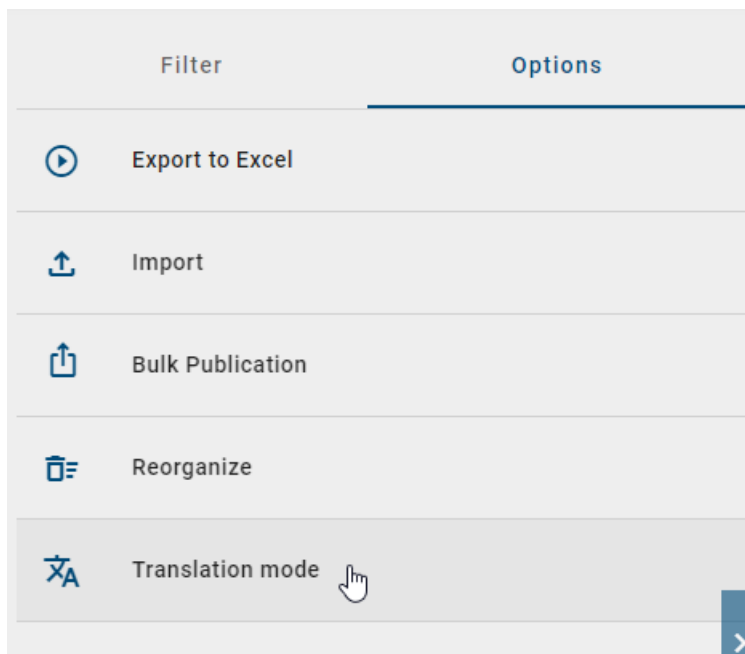 Filter Options
Export to Excel
Import
Bulk Publication
Reorganize
Translation mode